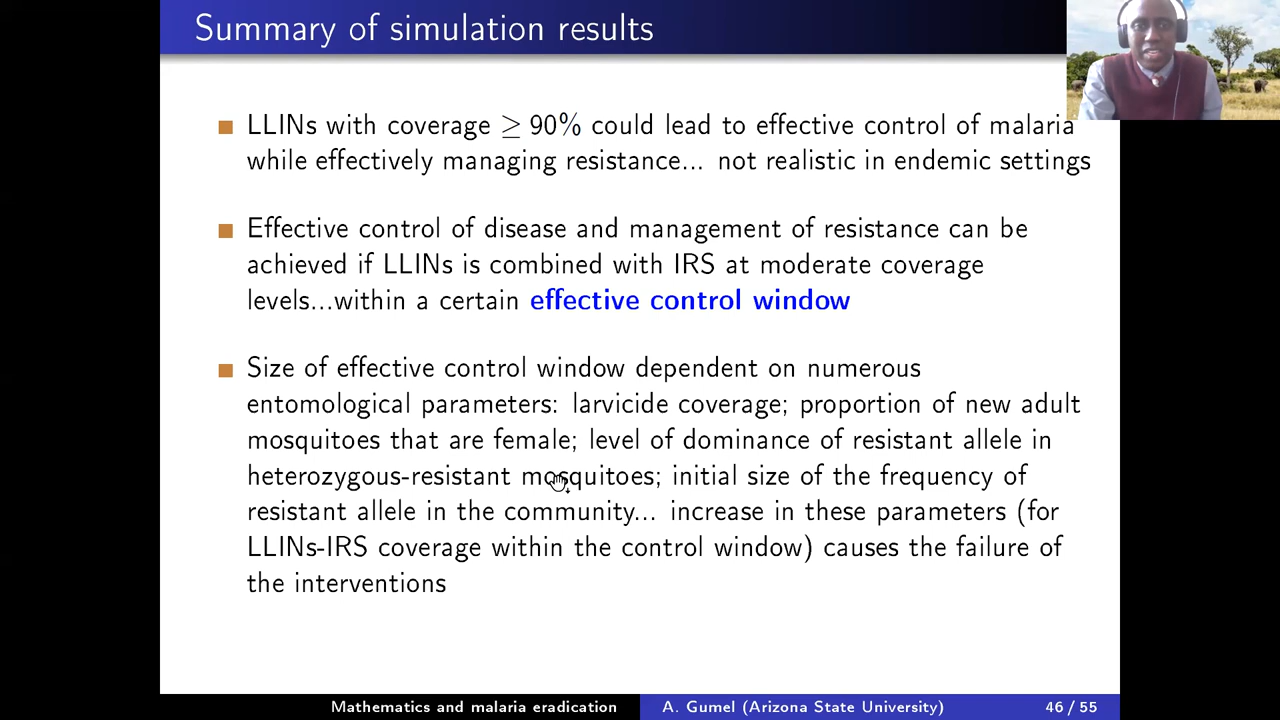 Summary of simulation results
LLINs with coverage ≥ 90% could lead to effective control of malaria
while effectively managing resistance... not realistic in endemic settings
Effective control of disease and management of resistance can be
achieved if LLINs is combined with IRS at moderate coverage
levels...within a certain effective control window
Size of effective control window dependent on numerous
entomological parameters: larvicide coverage; proportion of new adult
mosquitoes that are female; level of dominance of resistant allele in
heterozygous-resistant mosquitoes; initial size of the frequency of
resistant allele in the community... increase in these parameters (for
LLINs-IRS coverage within the control window) causes the failure of
the interventions
Mathematics and malaria eradication A. Gumel (Arizona State University) 46 / 55